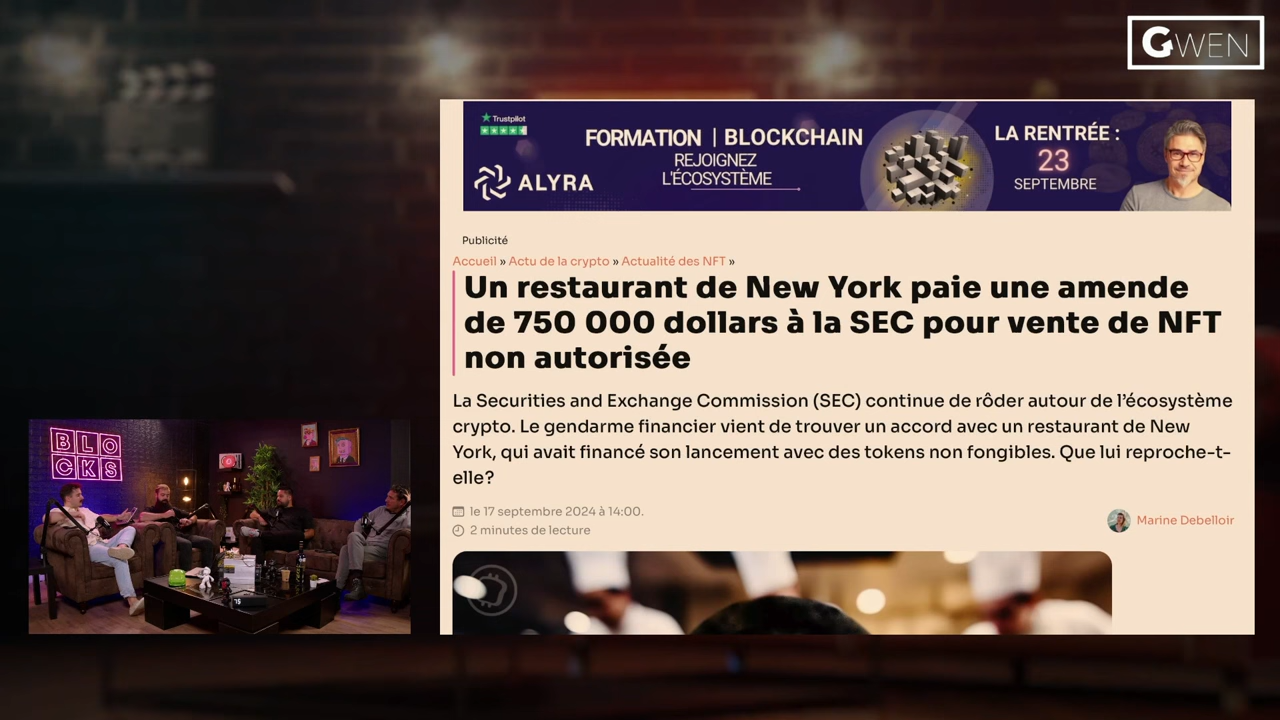 GWEN
Trustpilot
ALYRA
FORMATION | BLOCKCHAIN
REJOIGNEZ
L'ÉCOSYSTÈME
LA RENTRÉE :
23
SEPTEMBRE
Publicité
Accueil » Actu de la crypto » Actualité des NFT »
Un restaurant de New York paie une amende
de 750 000 dollars à la SEC pour vente de NFT
non autorisée
La Securities and Exchange Commission (SEC) continue de rôder autour de l’écosystème
crypto. Le gendarme financier vient de trouver un accord avec un restaurant de New
York, qui avait financé son lancement avec des tokens non fongibles. Que lui reproche-t-
elle?
le 17 septembre 2024 à 14:00.
2 minutes de lecture
Marine Debelloir
BLO
CKS